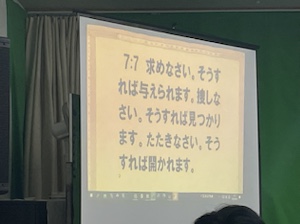 7:7 求めなさい。そうす
れば与えられます。捜しな
さい。そうすれば見つかり
ます。たたきなさい。そう
すれば開かれます。